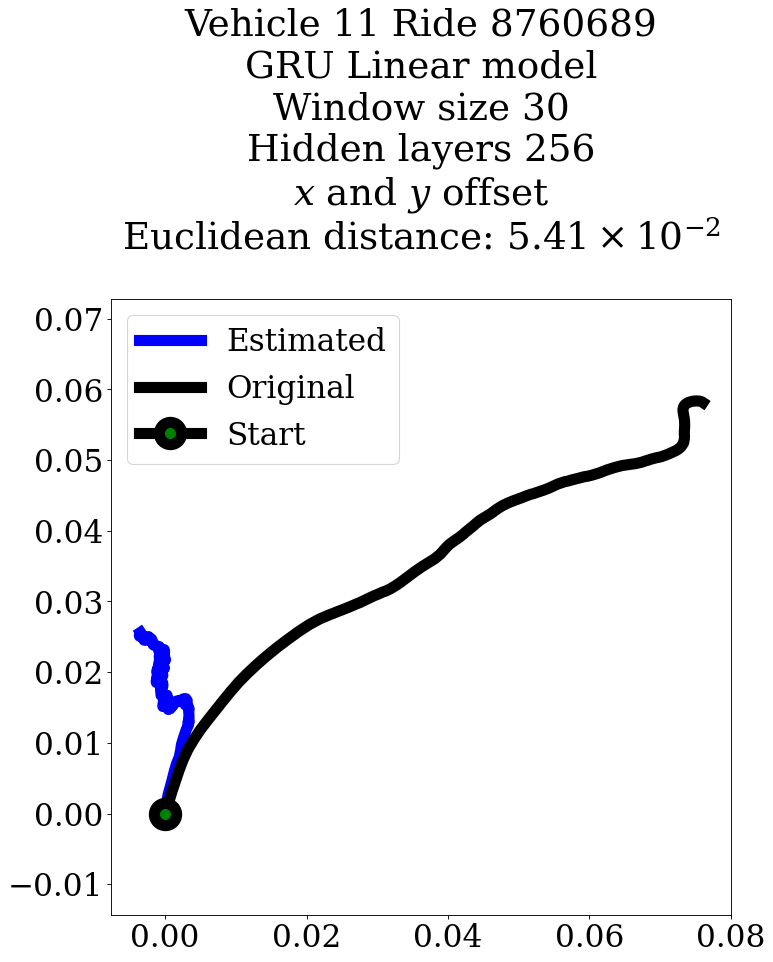 Vehicle 11 Ride 8760689
GRU Linear model
Window size 30
Hidden layers 256
x and y offset
Euclidean distance: 5.41 × 10⁻²
Estimated
Original
Start
0.07
0.06
0.05
0.04
0.03
0.02
0.01
0.00
−0.01
0.00 0.02 0.04 0.06 0.08